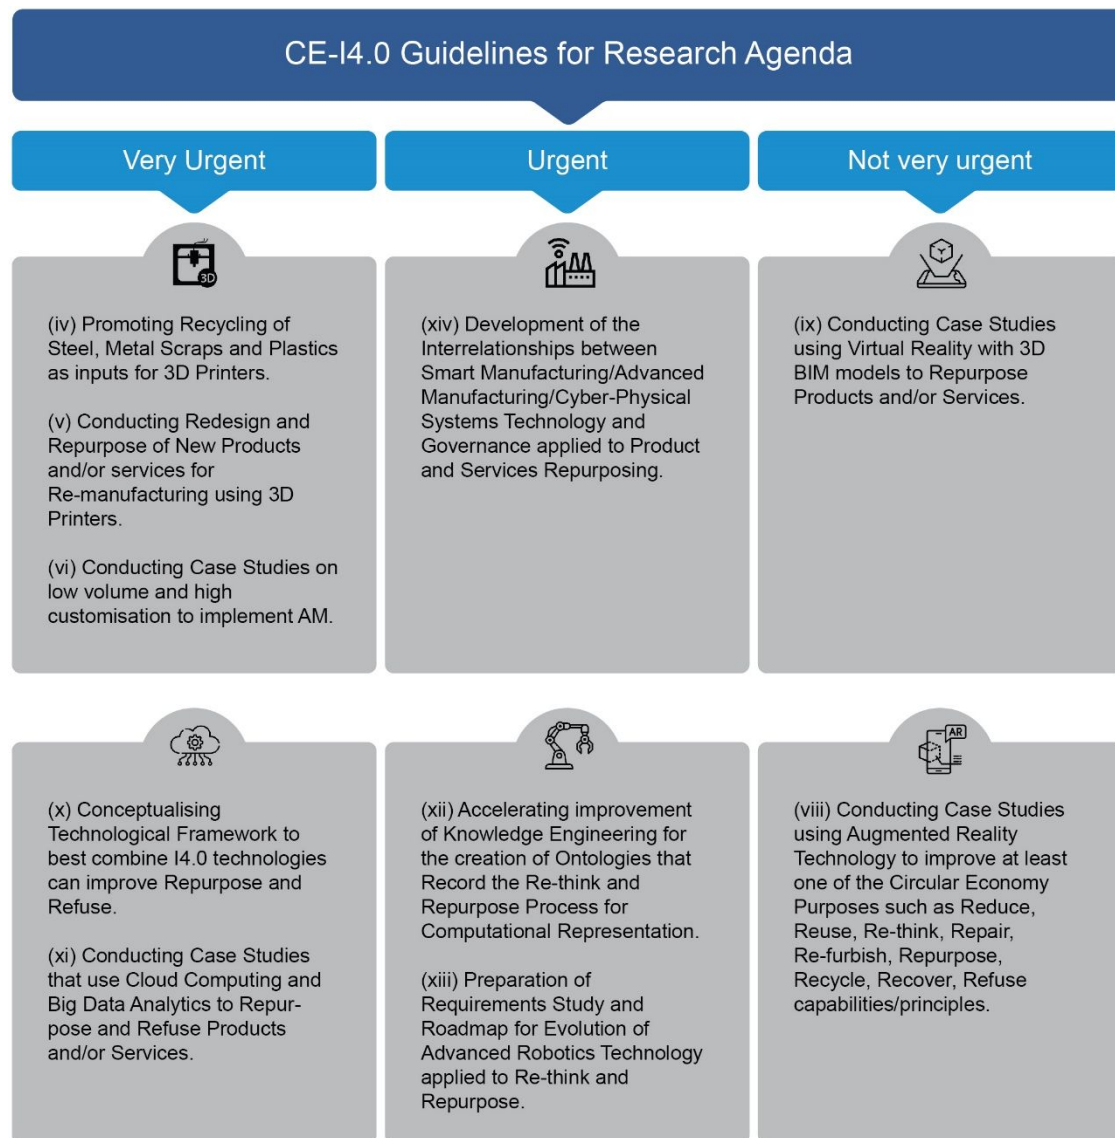 CE-I4.0 Guidelines for Research Agenda
Very Urgent
Urgent
Not very urgent
3D
(iv) Promoting Recycling of
Steel, Metal Scraps and Plastics
as inputs for 3D Printers.
(v) Conducting Redesign and
Repurpose of New Products
and/or services for
Re-manufacturing using 3D
Printers.
(vi) Conducting Case Studies on
low volume and high
customisation to implement AM.
(xiv) Development of the
Interrelationships between
Smart Manufacturing/Advanced
Manufacturing/Cyber-Physical
Systems Technology and
Governance applied to Product
and Services Repurposing.
(ix) Conducting Case Studies
using Virtual Reality with 3D
BIM models to Repurpose
Products and/or Services.
(x) Conceptualising
Technological Framework to
best combine I4.0 technologies
can improve Repurpose and
Refuse.
(xi) Conducting Case Studies
that use Cloud Computing and
Big Data Analytics to Repur-
pose and Refuse Products
and/or Services.
(xii) Accelerating improvement
of Knowledge Engineering for
the creation of Ontologies that
Record the Re-think and
Repurpose Process for
Computational Representation.
(xiii) Preparation of
Requirements Study and
Roadmap for Evolution of
Advanced Robotics Technology
applied to Re-think and
Repurpose.
AR
(viii) Conducting Case Studies
using Augmented Reality
Technology to improve at least
one of the Circular Economy
Purposes such as Reduce,
Reuse, Re-think, Repair,
Re-furbish, Repurpose,
Recycle, Recover, Refuse
capabilities/principles.